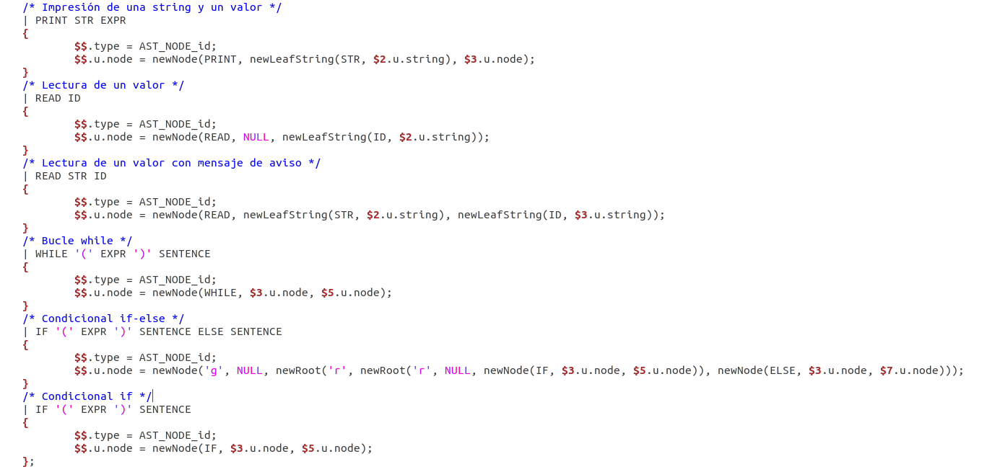 /* Impresión de una string y un valor */
| PRINT STR EXPR
{
$$.type = AST_NODE_id;
$$.u.node = newNode(PRINT, newLeafString(STR, $2.u.string), $3.u.node);
}
/* Lectura de un valor */
| READ ID
{
$$.type = AST_NODE_id;
$$.u.node = newNode(READ, NULL, newLeafString(ID, $2.u.string));
}
/* Lectura de un valor con mensaje de aviso */
| READ STR ID
{
$$.type = AST_NODE_id;
$$.u.node = newNode(READ, newLeafString(STR, $2.u.string), newLeafString(ID, $3.u.string));
}
/* Bucle while */
| WHILE '(' EXPR ')' SENTENCE
{
$$.type = AST_NODE_id;
$$.u.node = newNode(WHILE, $3.u.node, $5.u.node);
}
/* Condicional if-else */
| IF '(' EXPR ')' SENTENCE ELSE SENTENCE
{
$$.type = AST_NODE_id;
$$.u.node = newNode('g', NULL, newRoot('r', newRoot('r', NULL, newNode(IF, $3.u.node, $5.u.node)), newNode(ELSE, $3.u.node, $7.u.node)));
}
/* Condicional if */
| IF '(' EXPR ')' SENTENCE
{
$$.type = AST_NODE_id;
$$.u.node = newNode(IF, $3.u.node, $5.u.node);
};